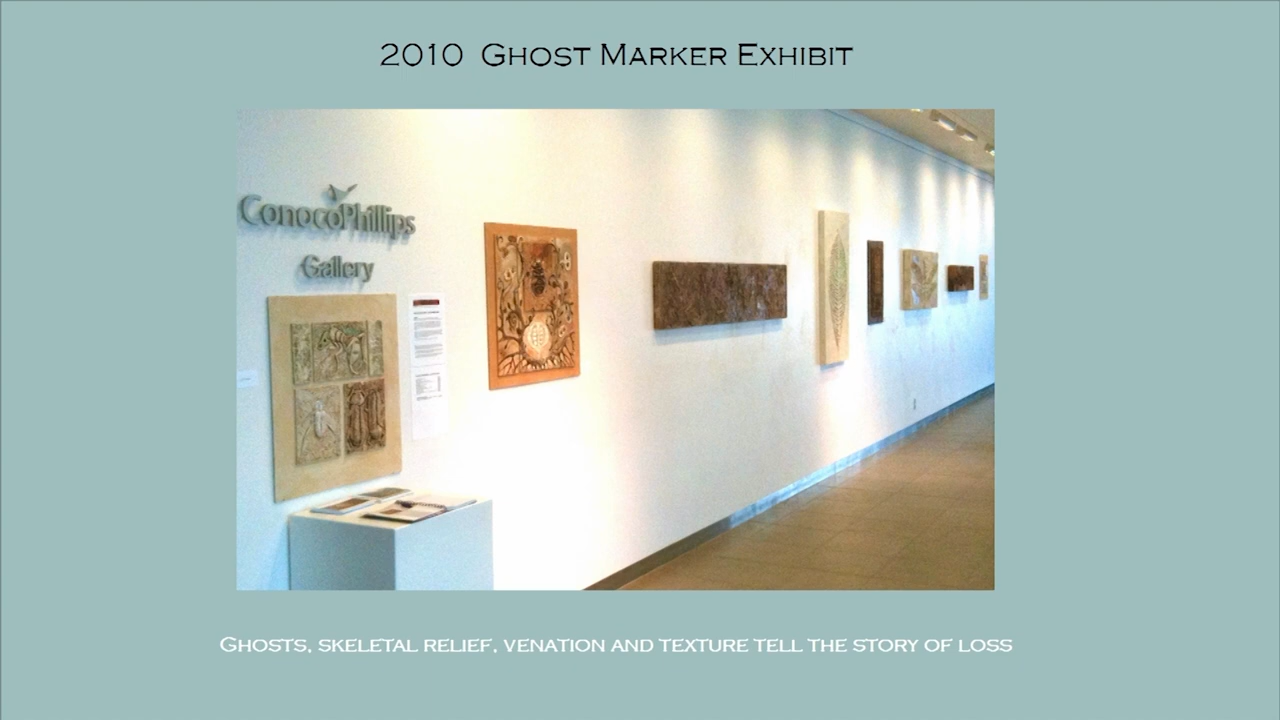 2010 Ghost Marker Exhibit
ConocoPhillips
Gallery
Ghosts, skeletal relief, venation and texture tell the story of loss